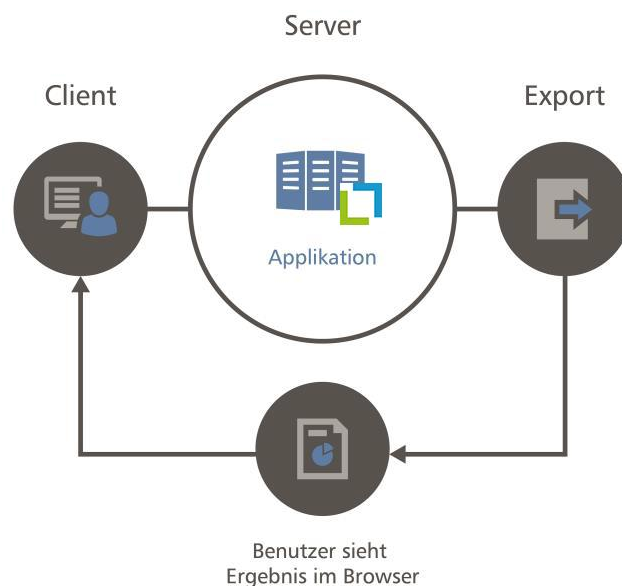 Server
Client
Export
Applikation
Benutzer sieht
Ergebnis im Browser